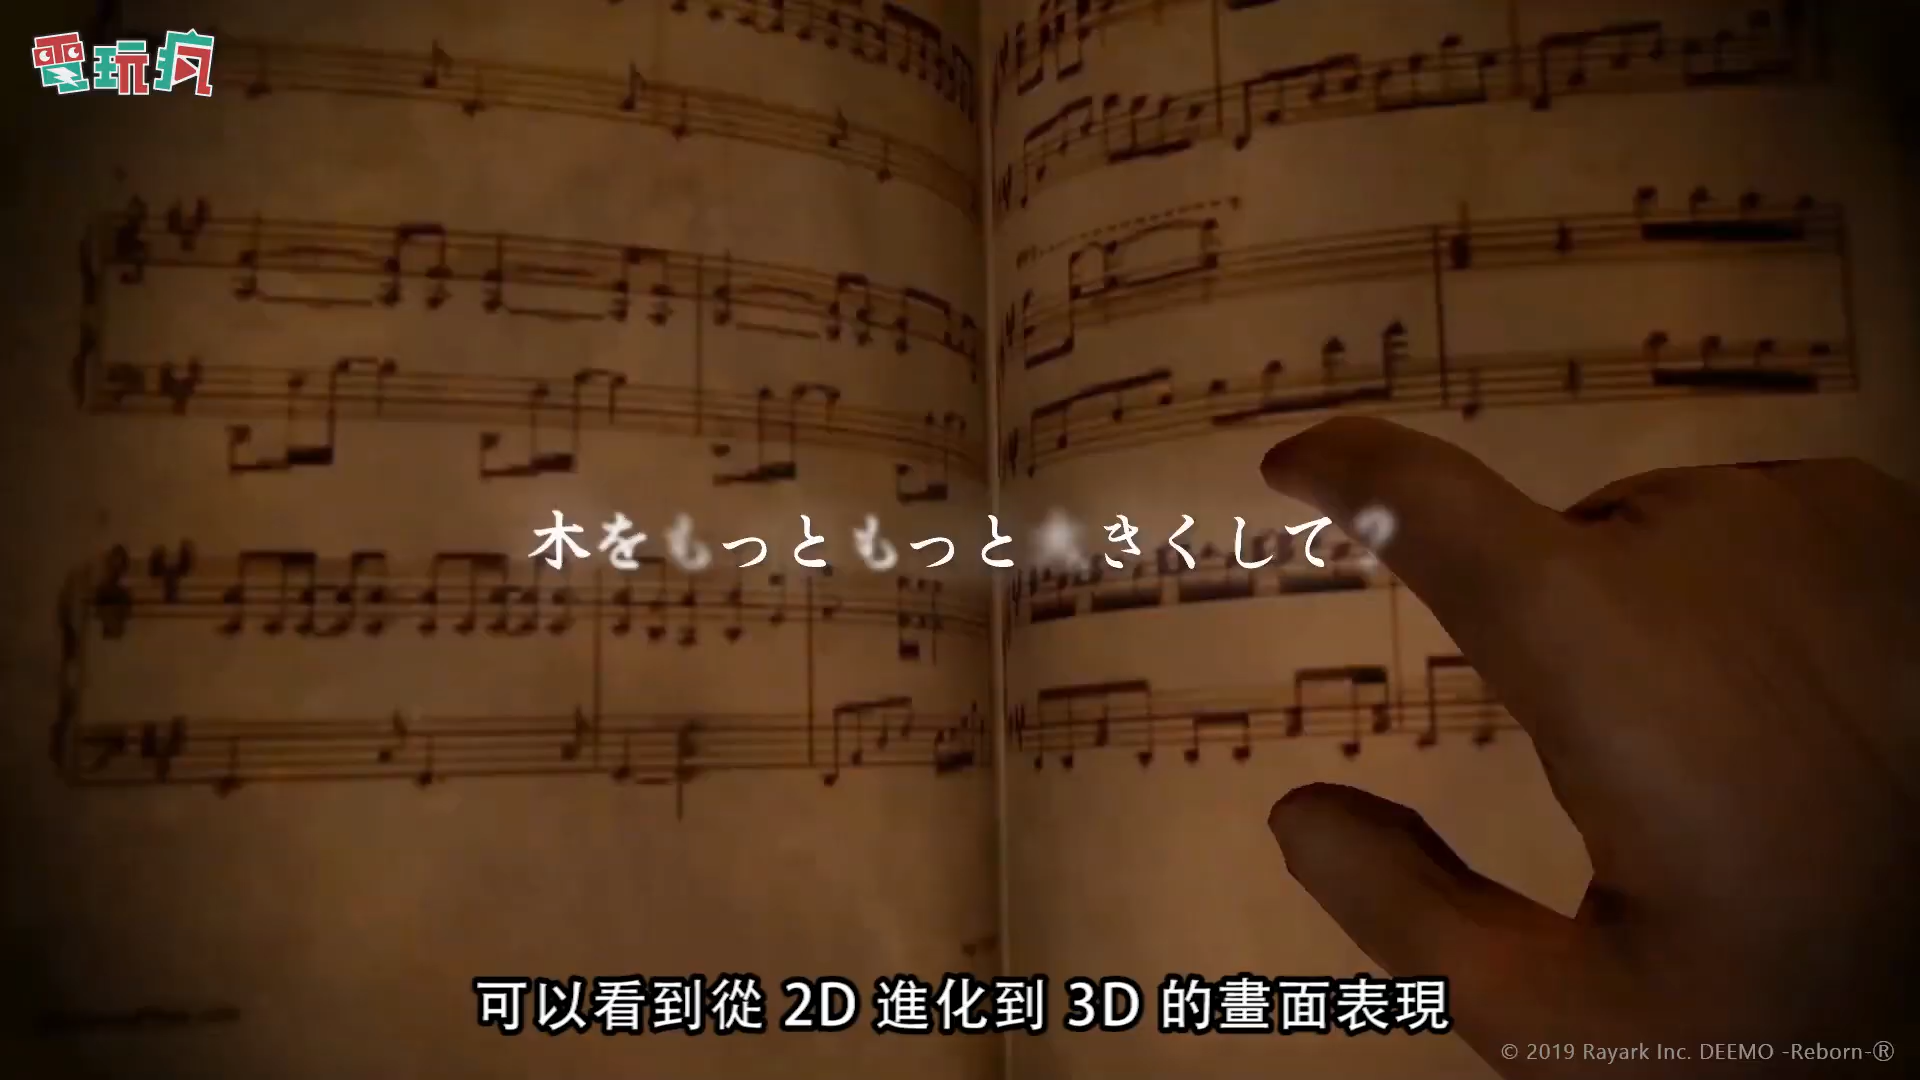 電玩瘋
木をもっともっと大きくして?
可以看到從 2D 進化到 3D 的畫面表現
© 2019 Rayark Inc. DEEMO -Reborn-®